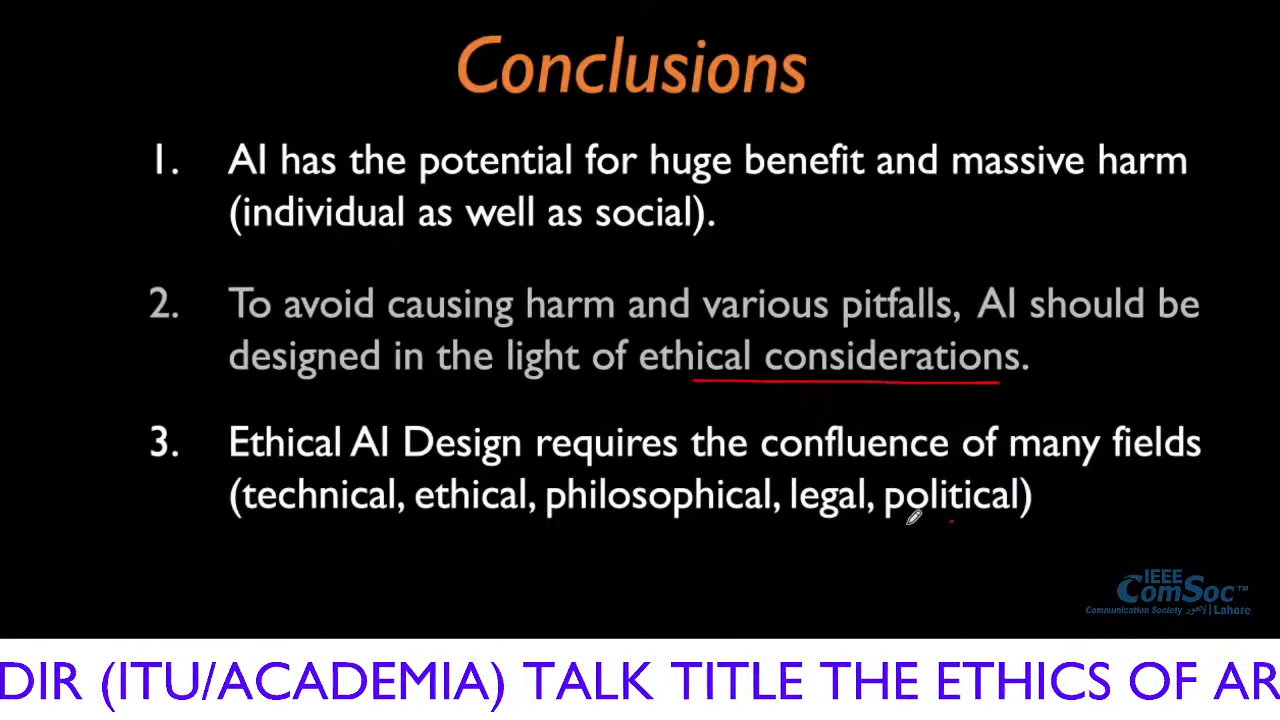 Conclusions
1. AI has the potential for huge benefit and massive harm
(individual as well as social).
2. To avoid causing harm and various pitfalls, AI should be
designed in the light of ethical considerations.
3. Ethical AI Design requires the confluence of many fields
(technical, ethical, philosophical, legal, political)
IEEE
ComSoc™
Communication Society لاہور | Lahore
DIR (ITU/ACADEMIA) TALK TITLE THE ETHICS OF AR